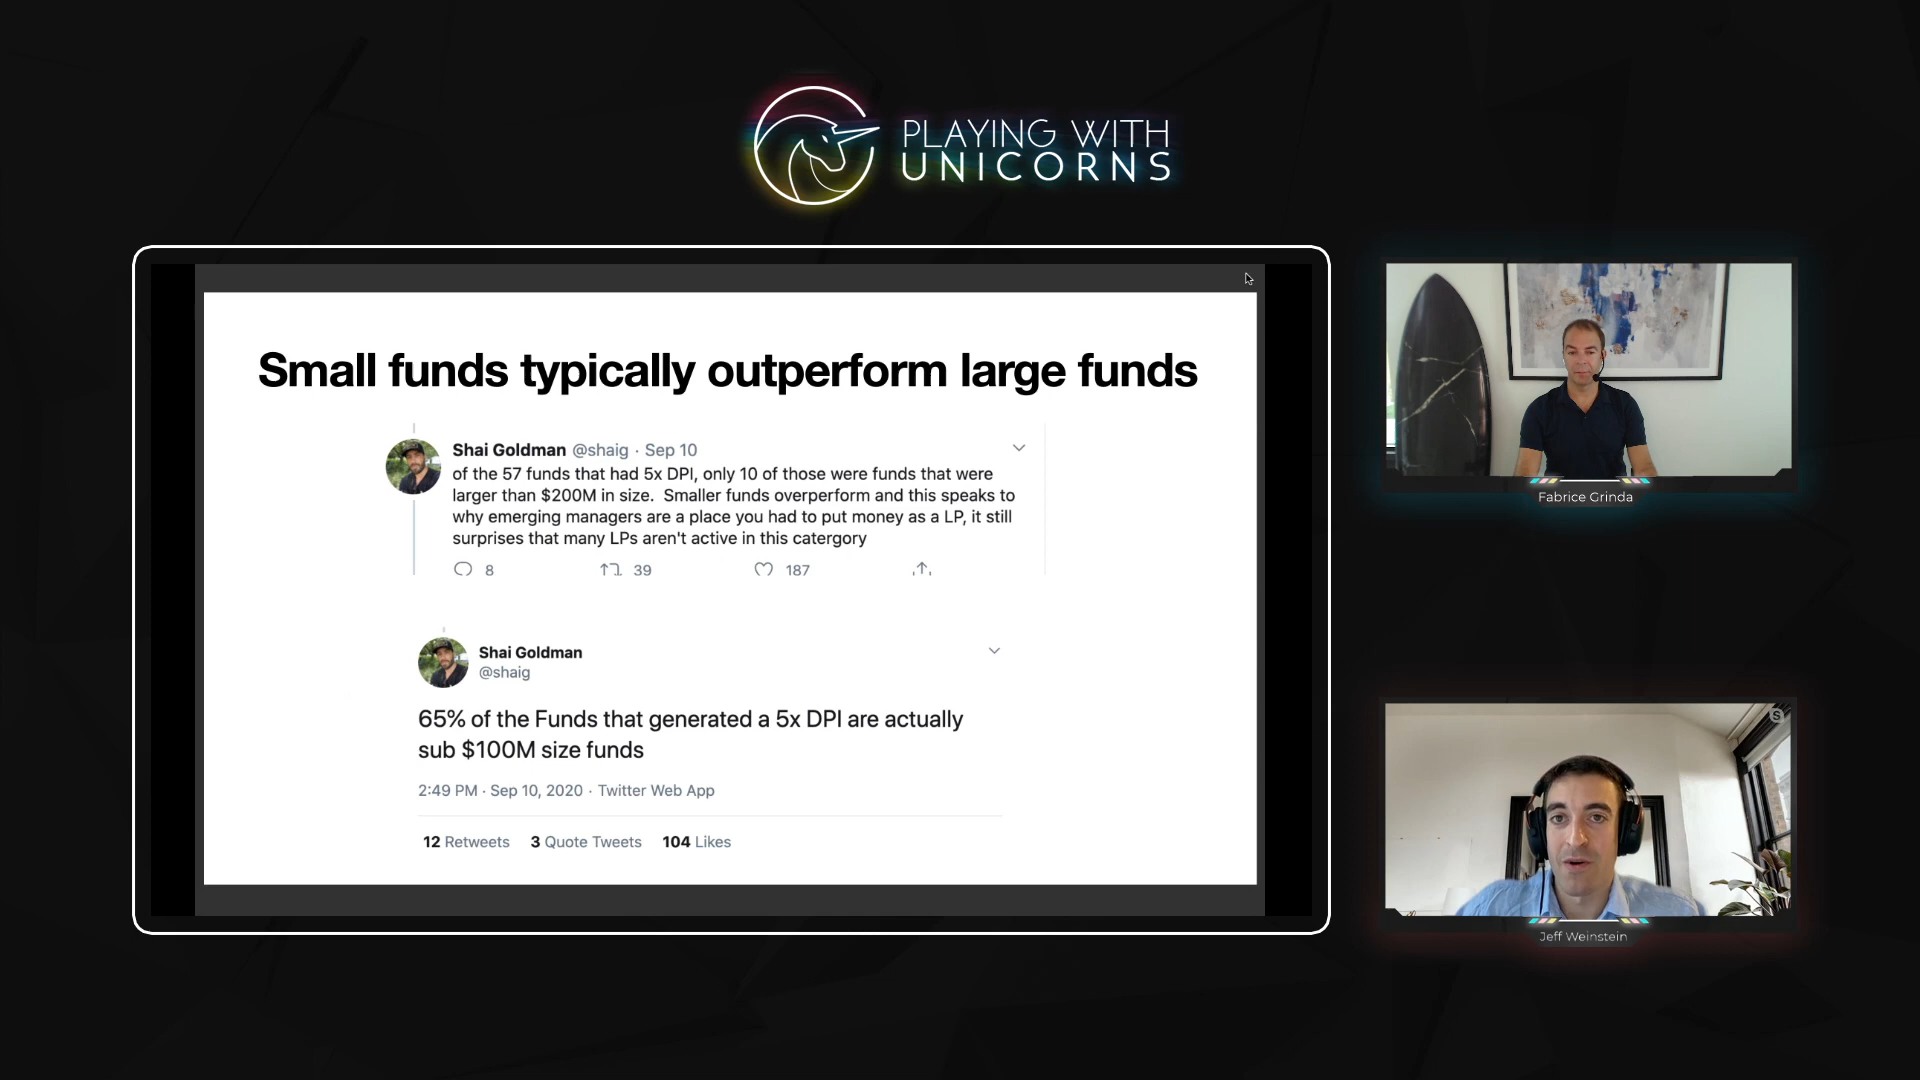 PLAYING WITH
UNICORNS
Small funds typically outperform large funds
Shai Goldman @shaig · Sep 10
of the 57 funds that had 5x DPI, only 10 of those were funds that were
larger than $200M in size. Smaller funds overperform and this speaks to
why emerging managers are a place you had to put money as a LP, it still
surprises that many LPs aren't active in this catergory
8 39 187
Shai Goldman
@shaig
65% of the Funds that generated a 5x DPI are actually
sub $100M size funds
2:49 PM · Sep 10, 2020 · Twitter Web App
12 Retweets 3 Quote Tweets 104 Likes
Fabrice Grinda
S
Jeff Weinstein